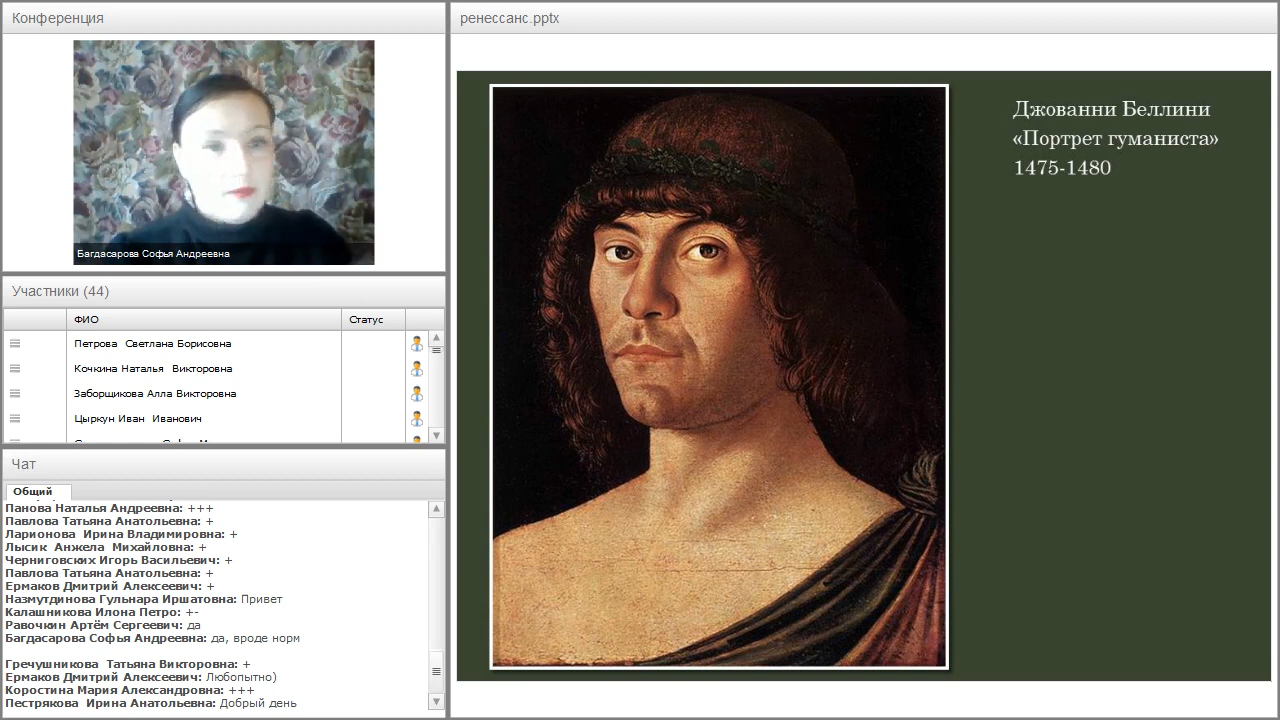 Конференция
Багдасарова Софья Андреевна
Участники (44)
ФИО Статус
Петрова Светлана Борисовна
Кочкина Наталья Викторовна
Заборщикова Алла Викторовна
Цыркун Иван Иванович
Чат
Общий
Панова Наталья Андреевна: +++
Павлова Татьяна Анатольевна: +
Ларионова Ирина Владимировна: +
Лысик Анжела Михайловна: +
Черниговских Игорь Васильевич: +
Павлова Татьяна Анатольевна: +
Ермаков Дмитрий Алексеевич: +
Назмутдинова Гульнара Иршатовна: Привет
Калашникова Илона Петро: +-
Равочкин Артём Сергеевич: да
Багдасарова Софья Андреевна: да, вроде норм
Гречушникова Татьяна Викторовна: +
Ермаков Дмитрий Алексеевич: Любопытно)
Коростина Мария Александровна: +++
Пестрякова Ирина Анатольевна: Добрый день
ренессанс.pptx
Джованни Беллини
«Портрет гуманиста»
1475-1480